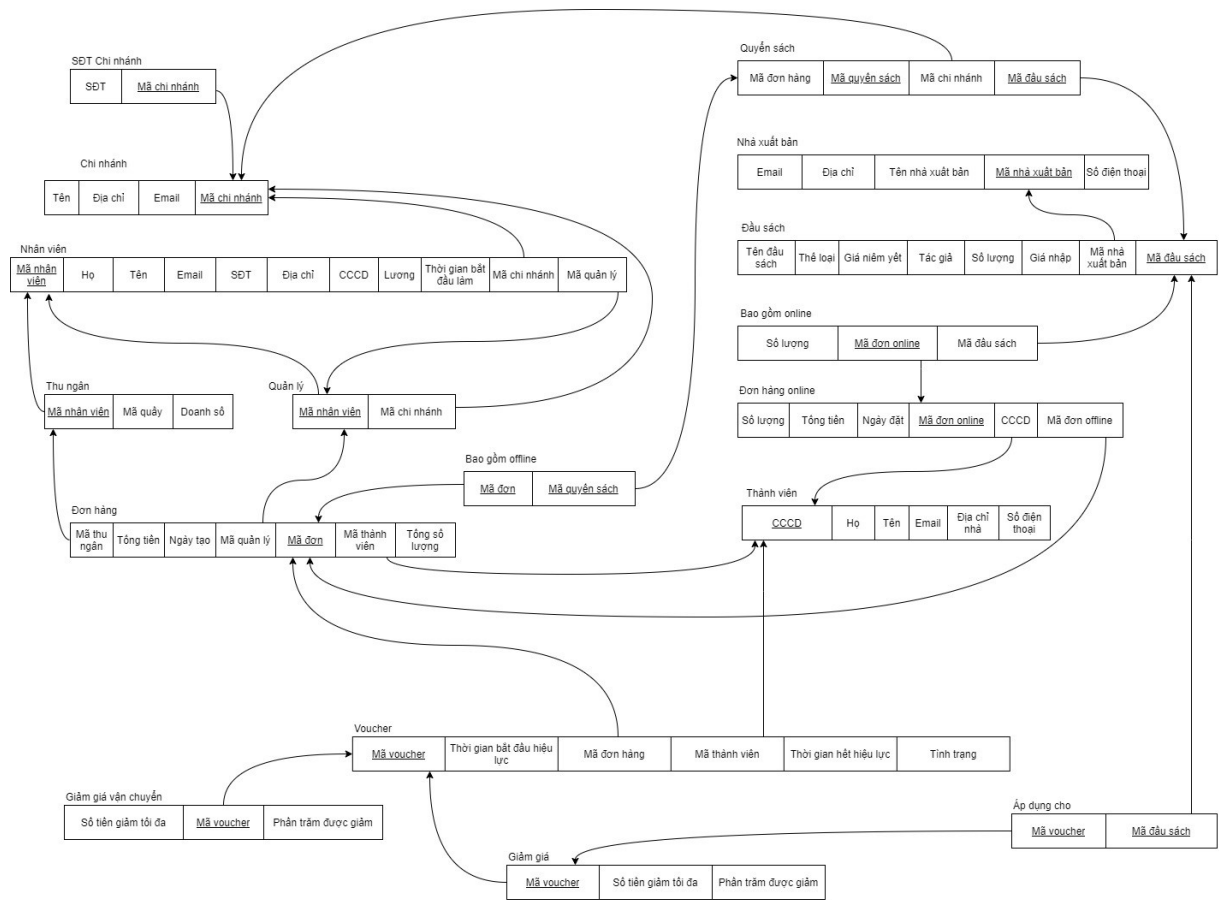 SĐT Chi nhánh
SĐT
Mã chi nhánh
Chi nhánh
Tên
Địa chỉ
Email
Mã chi nhánh
Nhân viên
Mã nhân
viên
Họ
Tên
Email
SĐT
Địa chỉ
CCCD
Lương
Thời gian bắt
đầu làm
Mã chi nhánh
Mã quản lý
Thu ngân
Mã nhân viên
Mã quầy
Doanh số
Quản lý
Mã nhân viên
Mã chi nhánh
Bao gồm offline
Mã đơn
Mã quyển sách
Đơn hàng
Mã thu
ngân
Tổng tiền
Ngày tạo
Mã quản lý
Mã đơn
Mã thành
viên
Tổng số
lượng
Quyển sách
Mã đơn hàng
Mã quyển sách
Mã chi nhánh
Mã đầu sách
Nhà xuất bản
Email
Địa chỉ
Tên nhà xuất bản
Mã nhà xuất bản
Số điện thoại
Đầu sách
Tên đầu
sách
Thể loại
Giá niêm yết
Tác giả
Số lượng
Giá nhập
Mã nhà
xuất bản
Mã đầu sách
Bao gồm online
Số lượng
Mã đơn online
Mã đầu sách
Đơn hàng online
Số lượng
Tổng tiền
Ngày đặt
Mã đơn online
CCCD
Mã đơn offline
Thành viên
CCCD
Họ
Tên
Email
Địa chỉ
nhà
Số điện
thoại
Voucher
Mã voucher
Thời gian bắt đầu hiệu
lực
Mã đơn hàng
Mã thành viên
Thời gian hết hiệu lực
Tình trạng
Giảm giá vận chuyển
Số tiền giảm tối đa
Mã voucher
Phần trăm được giảm
Áp dụng cho
Mã voucher
Mã đầu sách
Giảm giá
Mã voucher
Số tiền giảm tối đa
Phần trăm được giảm